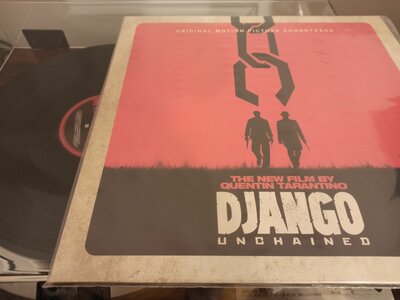 ORIGINAL MOTION PICTURE SOUNDTRACK
THE NEW FILM BY
QUENTIN TARANTINO
DJANGO
UNCHAINED